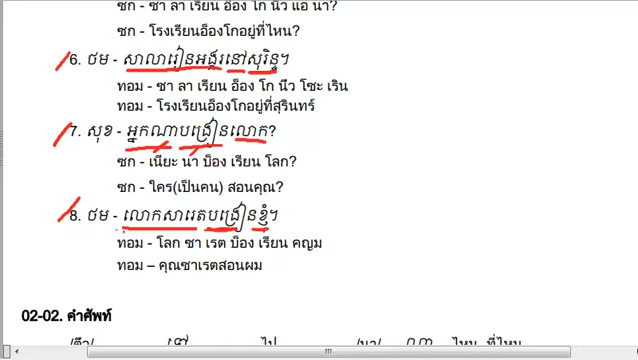 ซก - ซา ลา เรียน อ็อง โก นึว แอ นา?
ซก - โรงเรียนอ็องโกอยู่ที่ไหน?
6. ថម - សាលារៀនអង្គរនៅសុរិន្ទ។
ทอม - ซา ลา เรียน อ็อง โก นึว โซะ เริน
ทอม - โรงเรียนอ็องโกอยู่ที่สุรินทร์
7. សុខ - អ្នកណាបង្រៀនលោក?
ซก - เนียะ นา บ็อง เรียน โลก?
ซก - ใคร(เป็นคน) สอนคุณ?
8. ថម - លោកសារេតបង្រៀនខ្ញុំ។
ทอม - โลก ซา เรต บ็อง เรียน คญม
ทอม – คุณซาเรตสอนผม
02-02. คำศัพท์